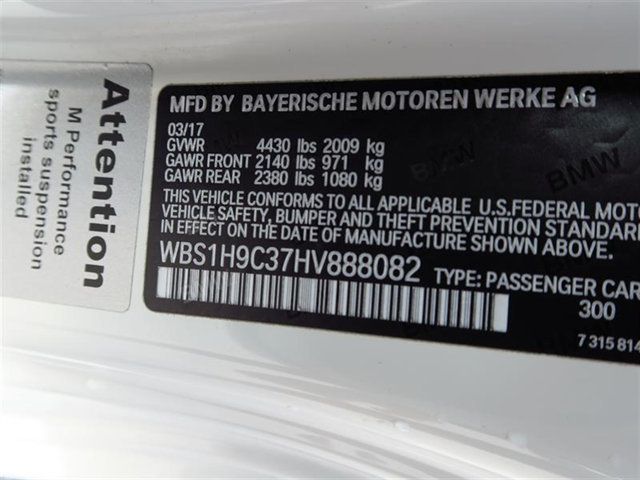 Attention
M Performance
sports suspension
installed
MFD BY BAYERISCHE MOTOREN WERKE AG
03/17
GVWR 4430 lbs 2009 kg
GAWR FRONT 2140 lbs 971 kg
GAWR REAR 2380 lbs 1080 kg
THIS VEHICLE CONFORMS TO ALL APPLICABLE U.S.FEDERAL MOTO
VEHICLE SAFETY, BUMPER AND THEFT PREVENTION STANDARD
IN EFFECT ON THE DATE OF MANUFACTURE SHOWN ABOVE.
WBS1H9C37HV888082 TYPE: PASSENGER CAR
300
7 315 814
BMW
BMW